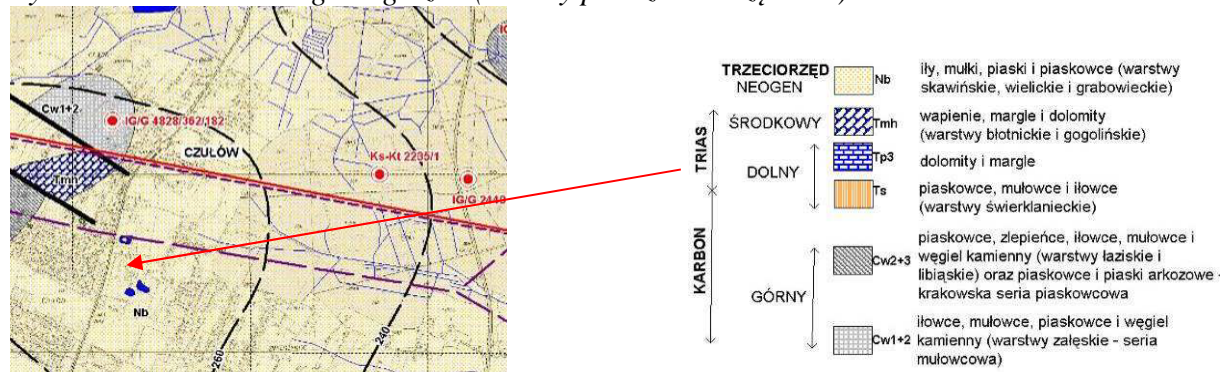 Cw1+2
IG/G 4828/362/182
CZUŁÓW
Ks-Kt 2235/1
Tmh
IG/G 2449
Nb
260
240
TRZECIORZĘD
NEOGEN
Nb
iły, mułki, piaski i piaskowce (warstwy
skawińskie, wielickie i grabowieckie)
TRIAS
ŚRODKOWY
Tmh
wapienie, margle i dolomity
(warstwy błotnickie i gogolińskie)
DOLNY
Tp3
dolomity i margle
Ts
piaskowce, mułowce i iłowce
(warstwy świerklanieckie)
KARBON
GÓRNY
Cw2+3
piaskowce, zlepieńce, iłowce, mułowce i
węgiel kamienny (warstwy łaziskie i
libiąskie) oraz piaskowce i piaski arkozowe -
krakowska seria piaskowcowa
Cw1+2
iłowce, mułowce, piaskowce i węgiel
kamienny (warstwy załęskie - seria
mułowcowa)